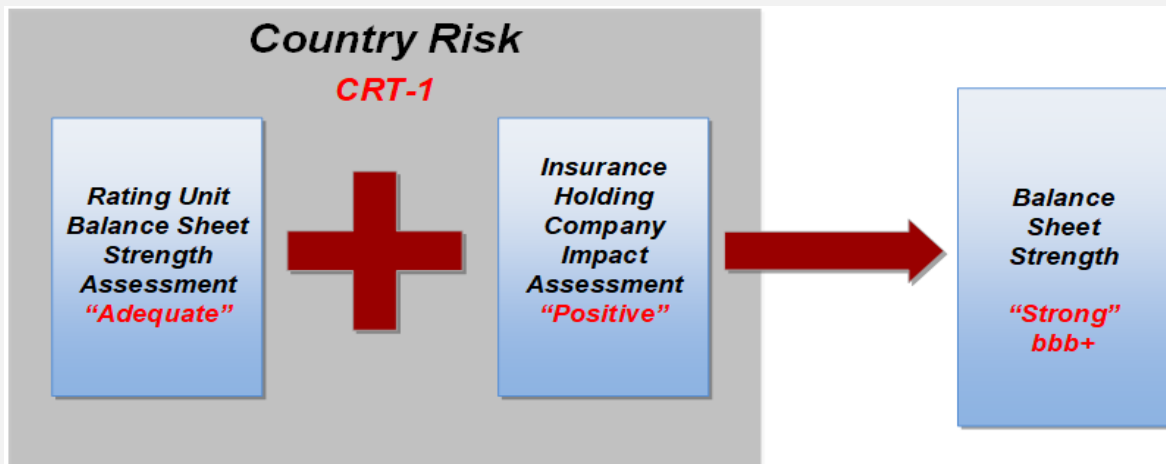 Country Risk
CRT-1
Rating Unit
Balance Sheet
Strength
Assessment
“Adequate”
Insurance
Holding
Company
Impact
Assessment
“Positive”
Balance
Sheet
Strength
“Strong”
bbb+